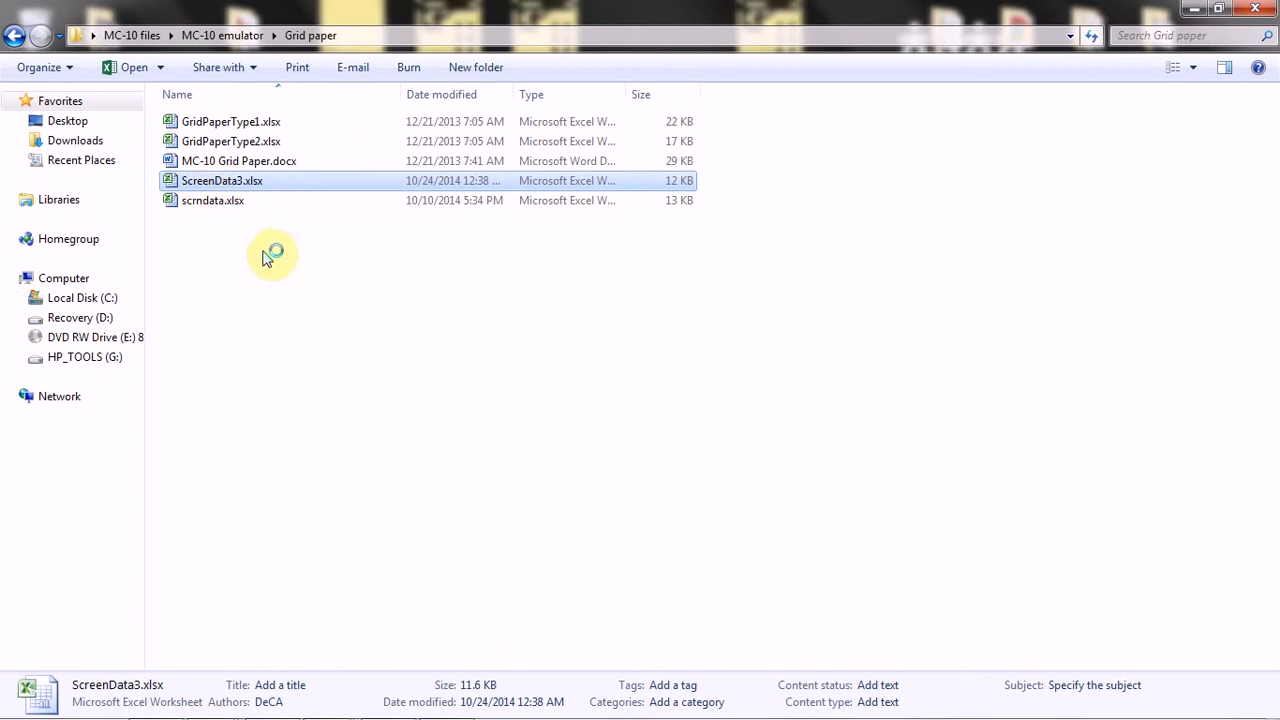 MC-10 files MC-10 emulator Grid paper Search Grid paper
Organize Open Share with Print E-mail Burn New folder
Name Date modified Type Size
Favorites
Desktop
Downloads
Recent Places
Libraries
Homegroup
Computer
Local Disk (C:)
Recovery (D:)
DVD RW Drive (E:) 8
HP_TOOLS (G:)
Network
GridPaperType1.xlsx 12/21/2013 7:05 AM Microsoft Excel W... 22 KB
GridPaperType2.xlsx 12/21/2013 7:05 AM Microsoft Excel W... 17 KB
MC-10 Grid Paper.docx 12/21/2013 7:41 AM Microsoft Word D... 29 KB
ScreenData3.xlsx 10/24/2014 12:38 ... Microsoft Excel W... 12 KB
scrndata.xlsx 10/10/2014 5:34 PM Microsoft Excel W... 13 KB
ScreenData3.xlsx Title: Add a title Size: 11.6 KB Tags: Add a tag Content status: Add text Subject: Specify the subject
Microsoft Excel Worksheet Authors: DeCA Date modified: 10/24/2014 12:38 AM Categories: Add a category Content type: Add text